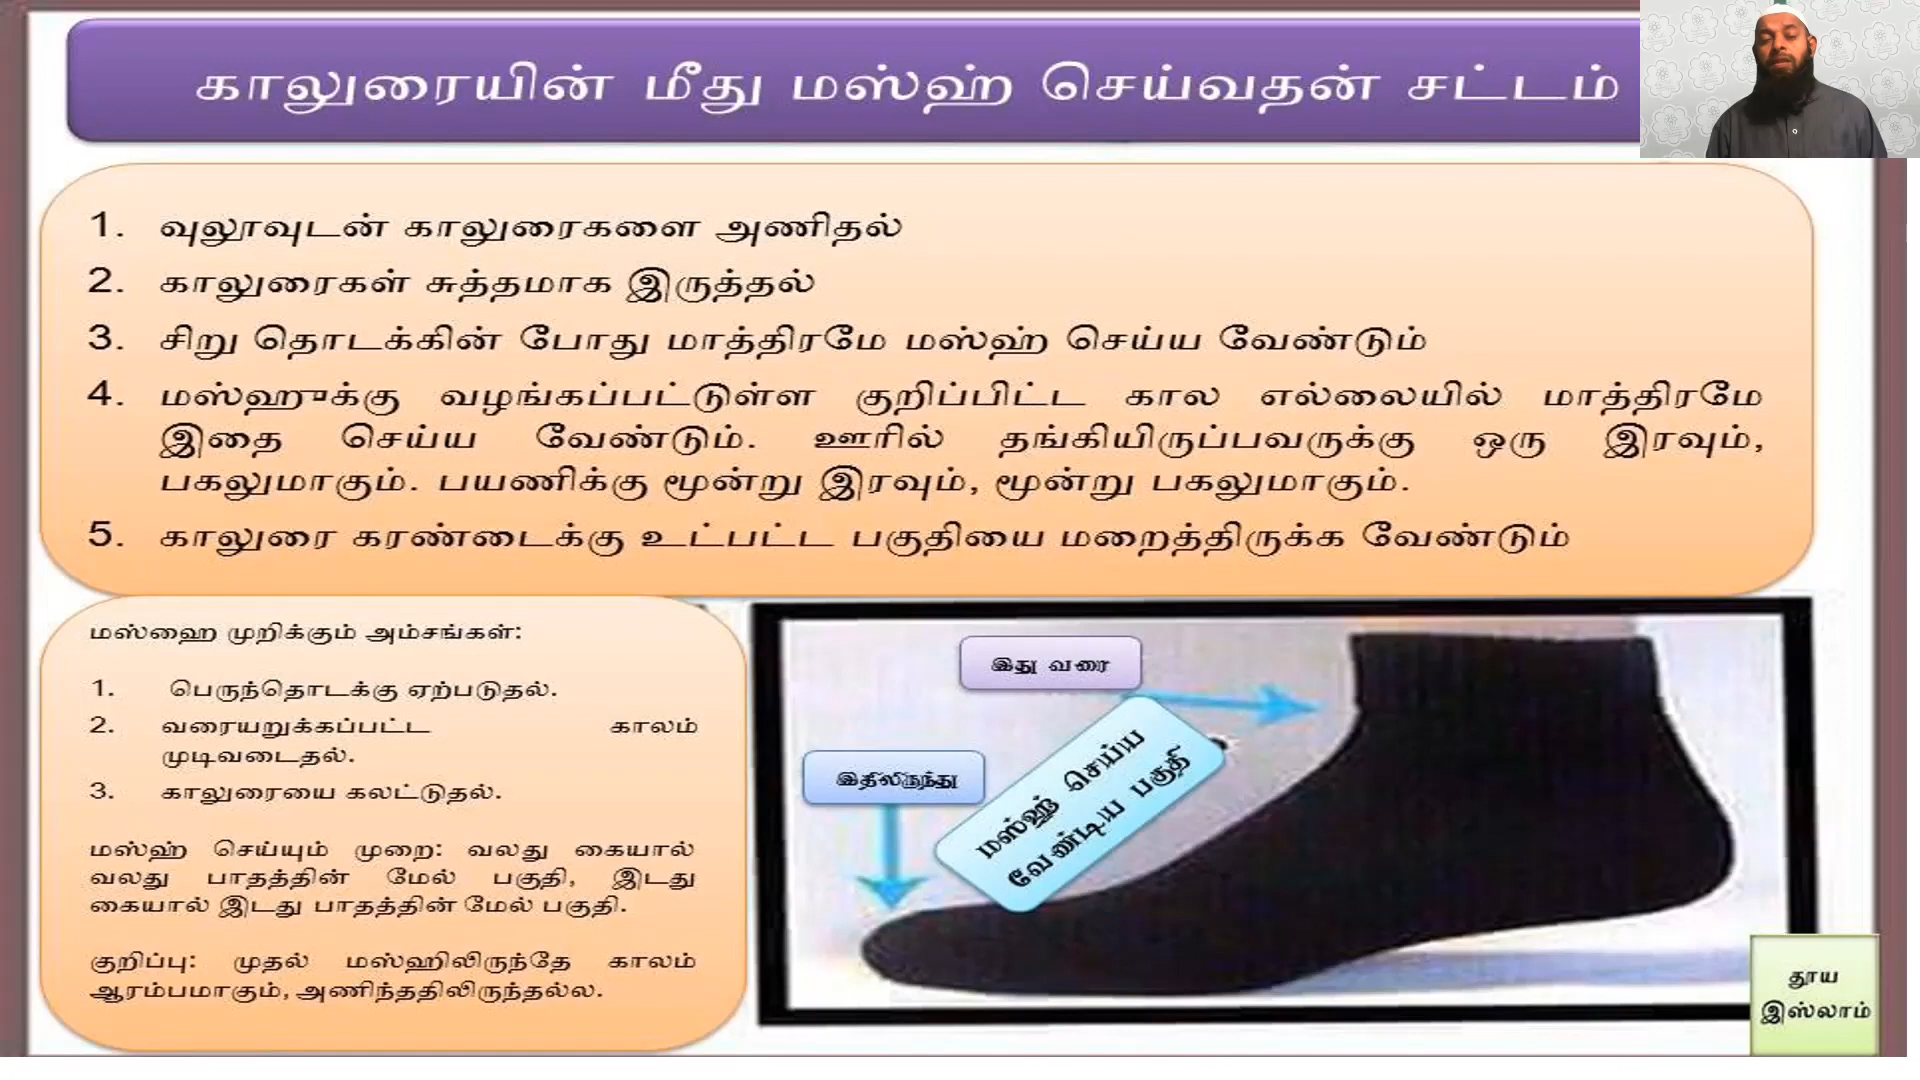 காலுரையின் மீது மஸ்ஹ் செய்வதன் சட்டம்
1. வுலூவுடன் காலுரைகளை அணிதல்
2. காலுரைகள் சுத்தமாக இருத்தல்
3. சிறு தொடக்கின் போது மாத்திரமே மஸ்ஹ் செய்ய வேண்டும்
4. மஸ்ஹுக்கு வழங்கப்பட்டுள்ள குறிப்பிட்ட கால எல்லையில் மாத்திரமே
இதை செய்ய வேண்டும். ஊரில் தங்கியிருப்பவருக்கு ஒரு இரவும்,
பகலுமாகும். பயணிக்கு மூன்று இரவும், மூன்று பகலுமாகும்.
5. காலுரை கரண்டைக்கு உட்பட்ட பகுதியை மறைத்திருக்க வேண்டும்
மஸ்ஹை முறிக்கும் அம்சங்கள்:
1. பெருந்தொடக்கு ஏற்படுதல்.
2. வரையறுக்கப்பட்ட காலம்
முடிவடைதல்.
3. காலுரையை கலட்டுதல்.
மஸ்ஹ் செய்யும் முறை: வலது கையால்
வலது பாதத்தின் மேல் பகுதி, இடது
கையால் இடது பாதத்தின் மேல் பகுதி.
குறிப்பு: முதல் மஸ்ஹிலிருந்தே காலம்
ஆரம்பமாகும், அணிந்ததிலிருந்தல்ல.
இது வரை
இதிலிருந்து
மஸ்ஹ் செய்ய
வேண்டிய பகுதி
தூய
இஸ்லாம்